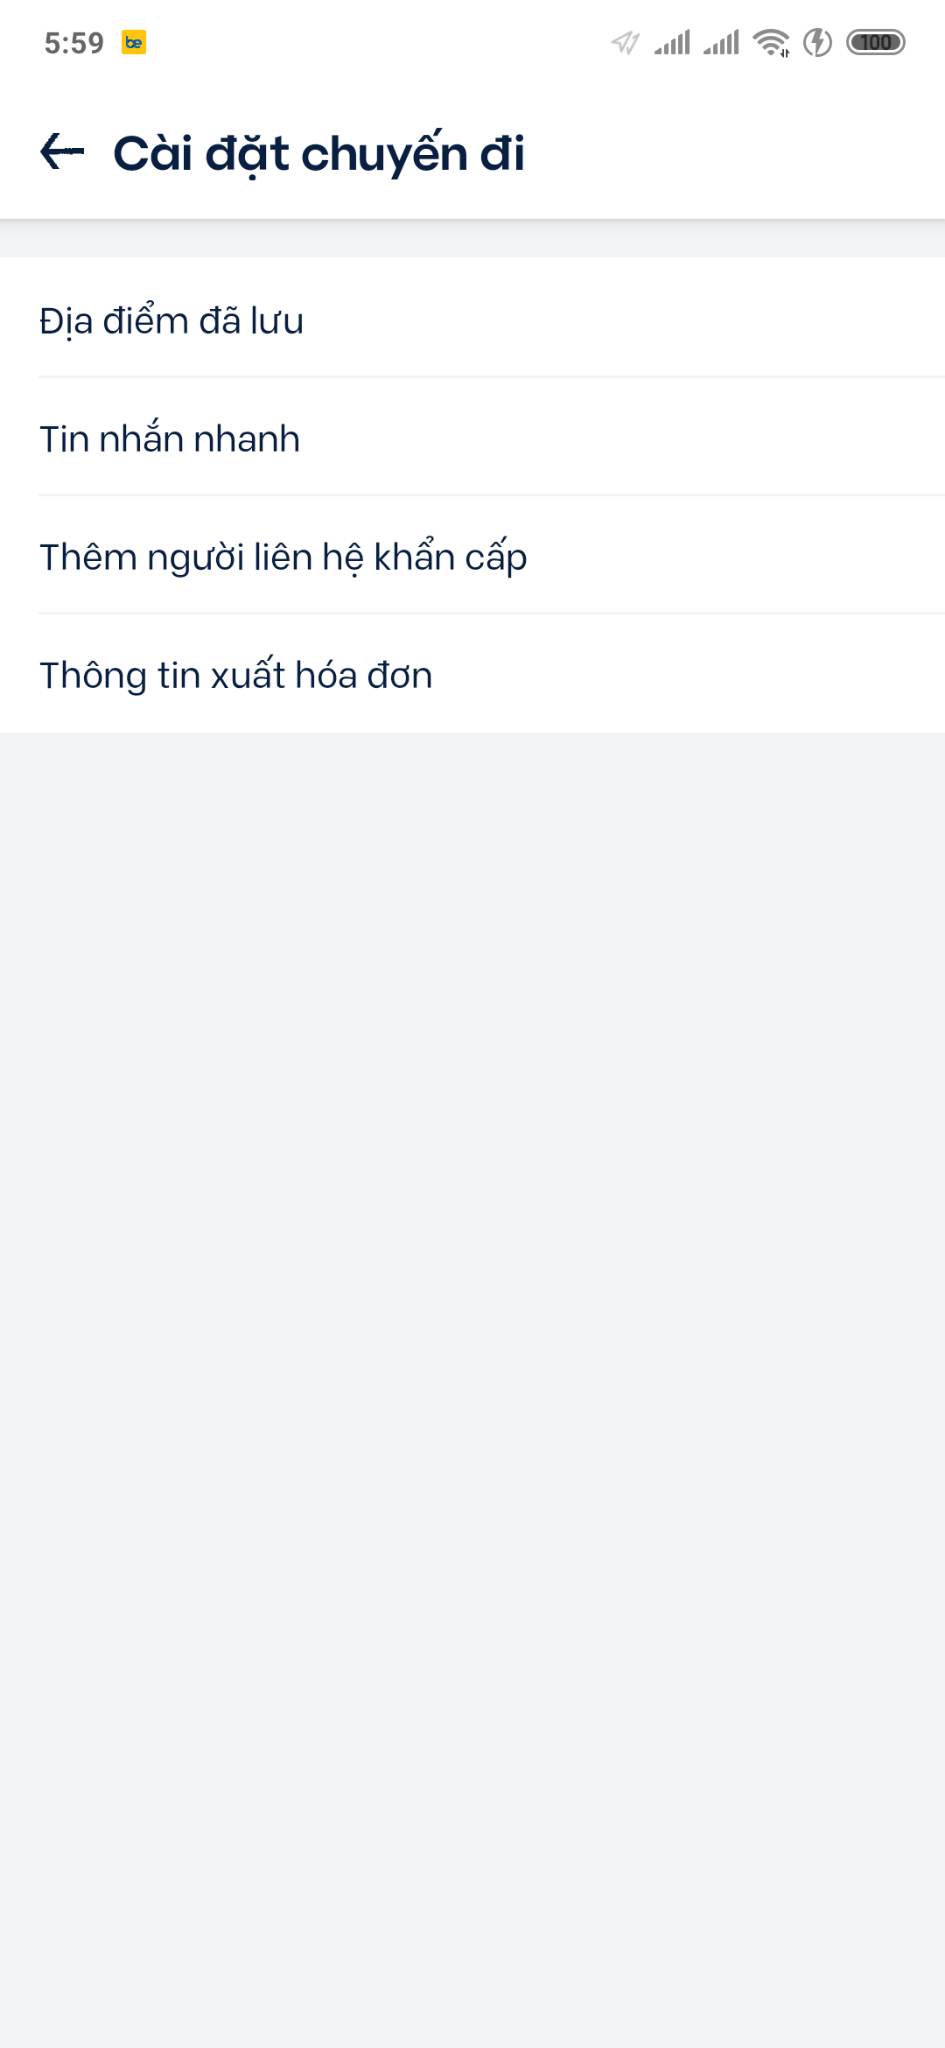 5:59 be 100
Cài đặt chuyến đi
Địa điểm đã lưu
Tin nhắn nhanh
Thêm người liên hệ khẩn cấp
Thông tin xuất hóa đơn